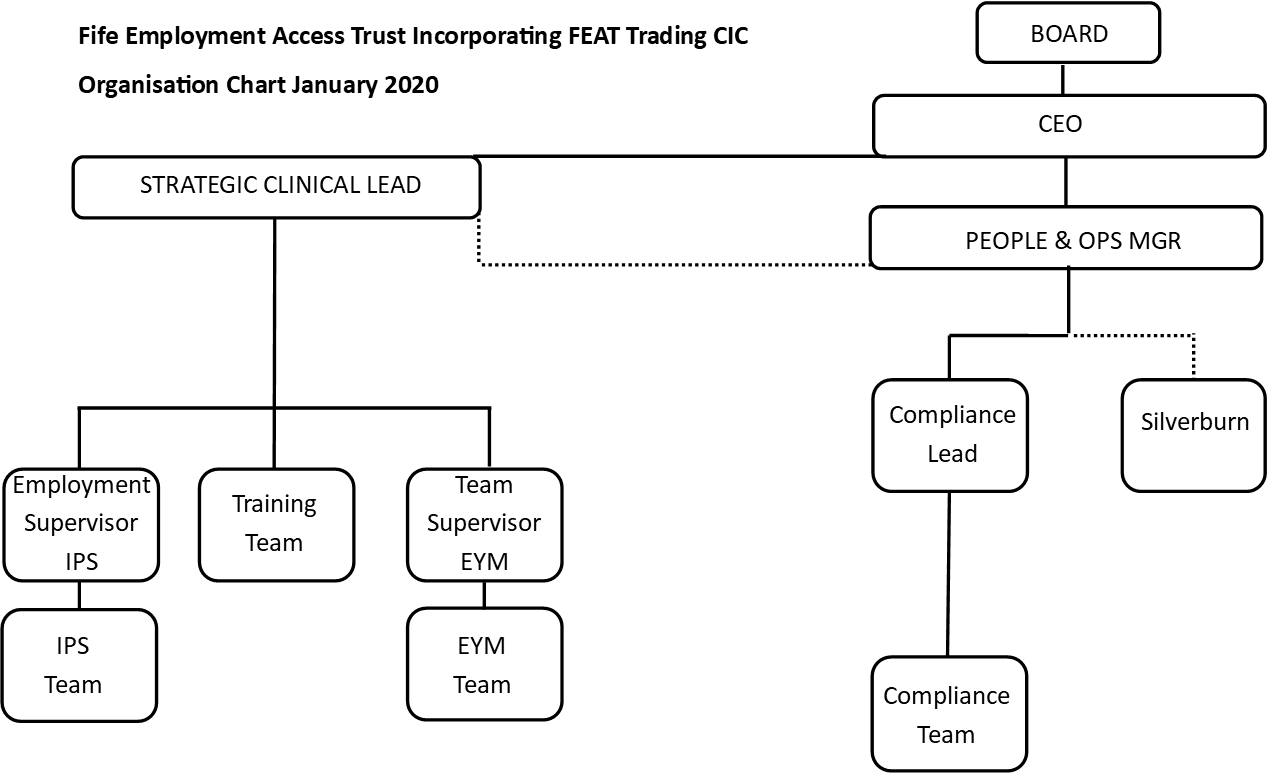 Fife Employment Access Trust Incorporating FEAT Trading CIC
Organisation Chart January 2020
BOARD
CEO
STRATEGIC CLINICAL LEAD
PEOPLE & OPS MGR
Compliance
Lead
Silverburn
Employment
Supervisor
IPS
Training
Team
Team
Supervisor
EYM
IPS
Team
EYM
Team
Compliance
Team